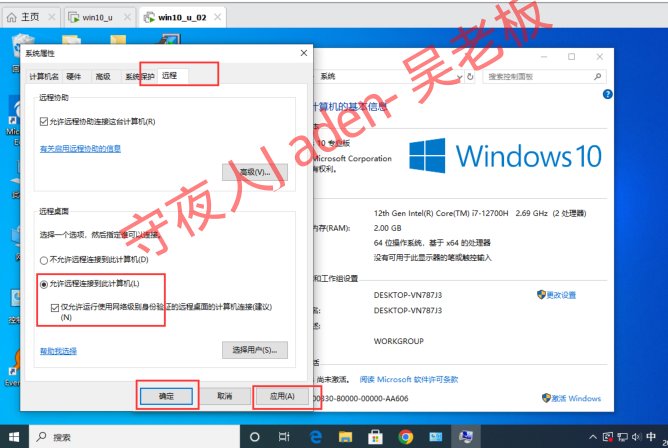 主页
win10_u
win10_u_02
系统属性
计算机名
硬件
高级
系统保护
远程
远程协助
允许远程协助连接这台计算机(R)
有关启用远程协助的信息
高级(V)...
远程桌面
选择一个选项，然后指定谁可以连接。
不允许远程连接到此计算机(D)
允许远程连接到此计算机(L)
仅允许运行使用网络级别身份验证的远程桌面的计算机连接(建议)
(N)
帮助我选择
选择用户(S)...
确定
取消
应用(A)
系统
搜索控制面板
计算机的基本信息
10 专业版
Microsoft Corporation
有权利。
Windows 10
12th Gen Intel(R) Core(TM) i7-12700H 2.69 GHz (2 处理器)
内存(RAM):
2.00 GB
64 位操作系统，基于 x64 的处理器
没有可用于此显示器的笔或触控输入
和工作组设置
DESKTOP-VN787J3
更改设置
DESKTOP-VN787J3
WORKGROUP
尚未激活。
阅读 Microsoft 软件许可条款
00330-80000-00000-AA606
激活 Windows
搜索
中
守夜人Jaden-吴老板